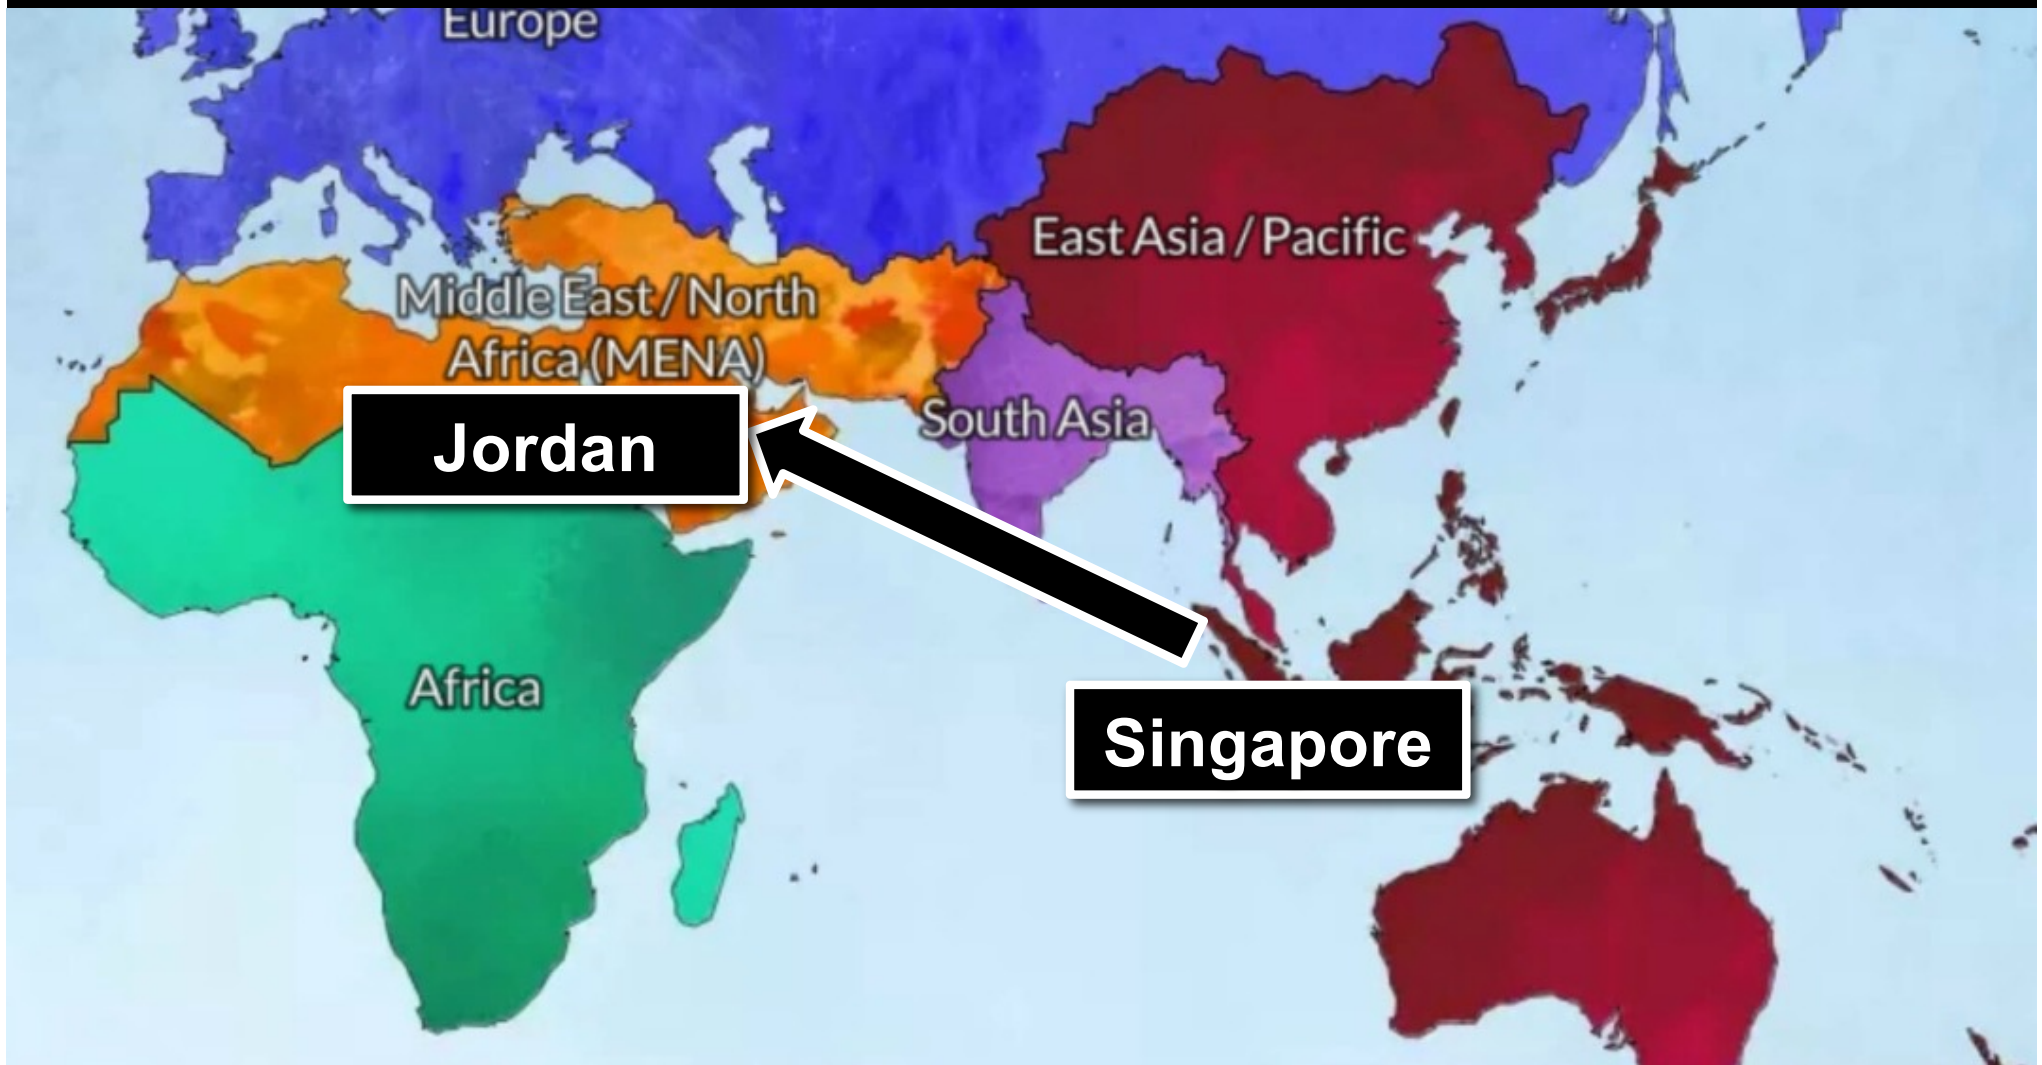 Europe
East Asia / Pacific
Middle East / North
Africa (MENA)
South Asia
Jordan
Africa
Singapore